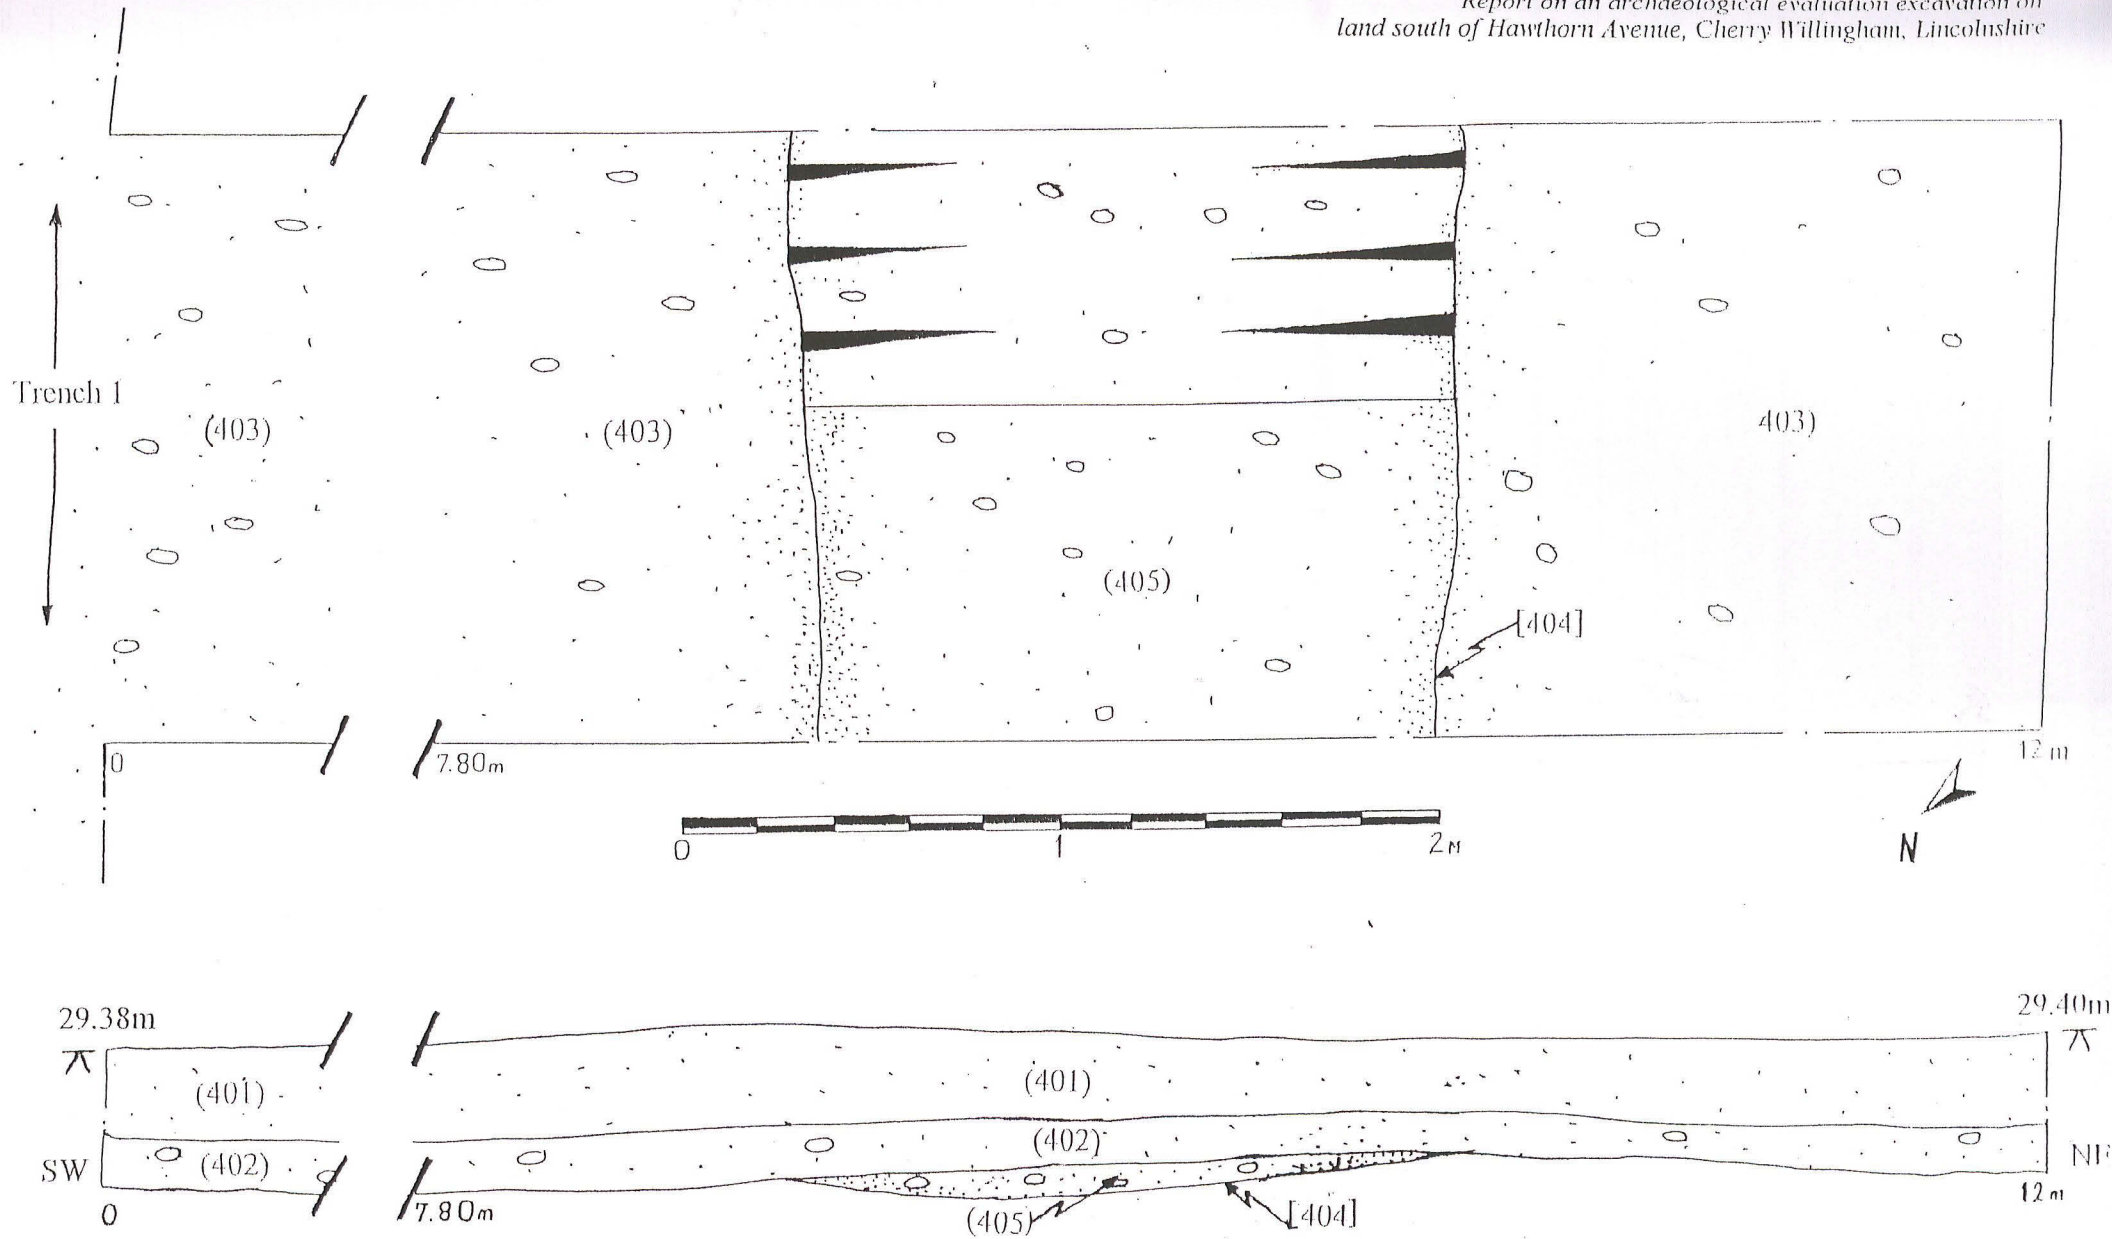 Report on an archaeological evaluation excavation on
land south of Hawthorn Avenue, Cherry Willingham, Lincolnshire
Trench 1
(403)
(403)
403)
(405)
[404]
0
7.80m
12 m
0
1
2M
N
29.38m
29.40m
(401)
(401)
SW
(402)
(402)
NE
0
7.80m
(405)
[404]
12 m